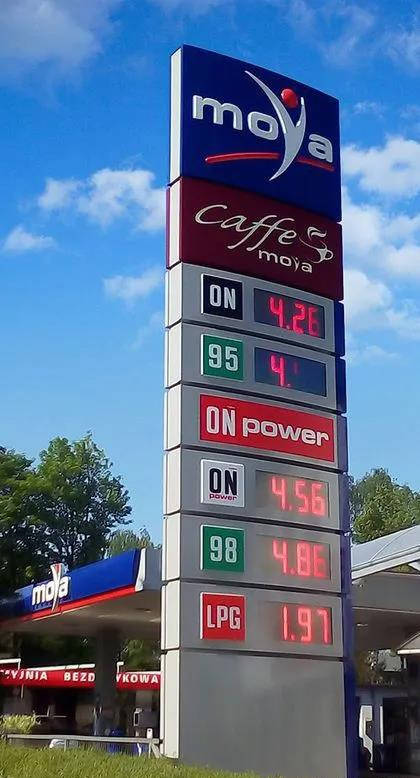 moya
caffe
moya
ON 4.26
95 4.
ON power
ON power 4.56
98 4.86
LPG 1.97
moya